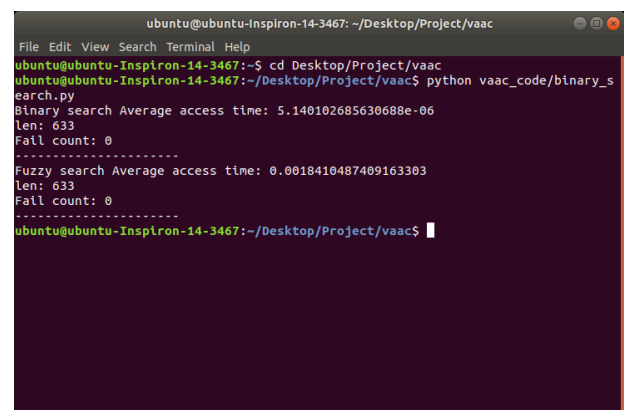 ubuntu@ubuntu-Inspiron-14-3467: ~/Desktop/Project/vaac
File Edit View Search Terminal Help
ubuntu@ubuntu-Inspiron-14-3467:~$ cd Desktop/Project/vaac
ubuntu@ubuntu-Inspiron-14-3467:~/Desktop/Project/vaac$ python vaac_code/binary_s
earch.py
Binary search Average access time: 5.140102685630688e-06
len: 633
Fail count: 0
----------------------
Fuzzy search Average access time: 0.0018410487409163303
len: 633
Fail count: 0
----------------------
ubuntu@ubuntu-Inspiron-14-3467:~/Desktop/Project/vaac$